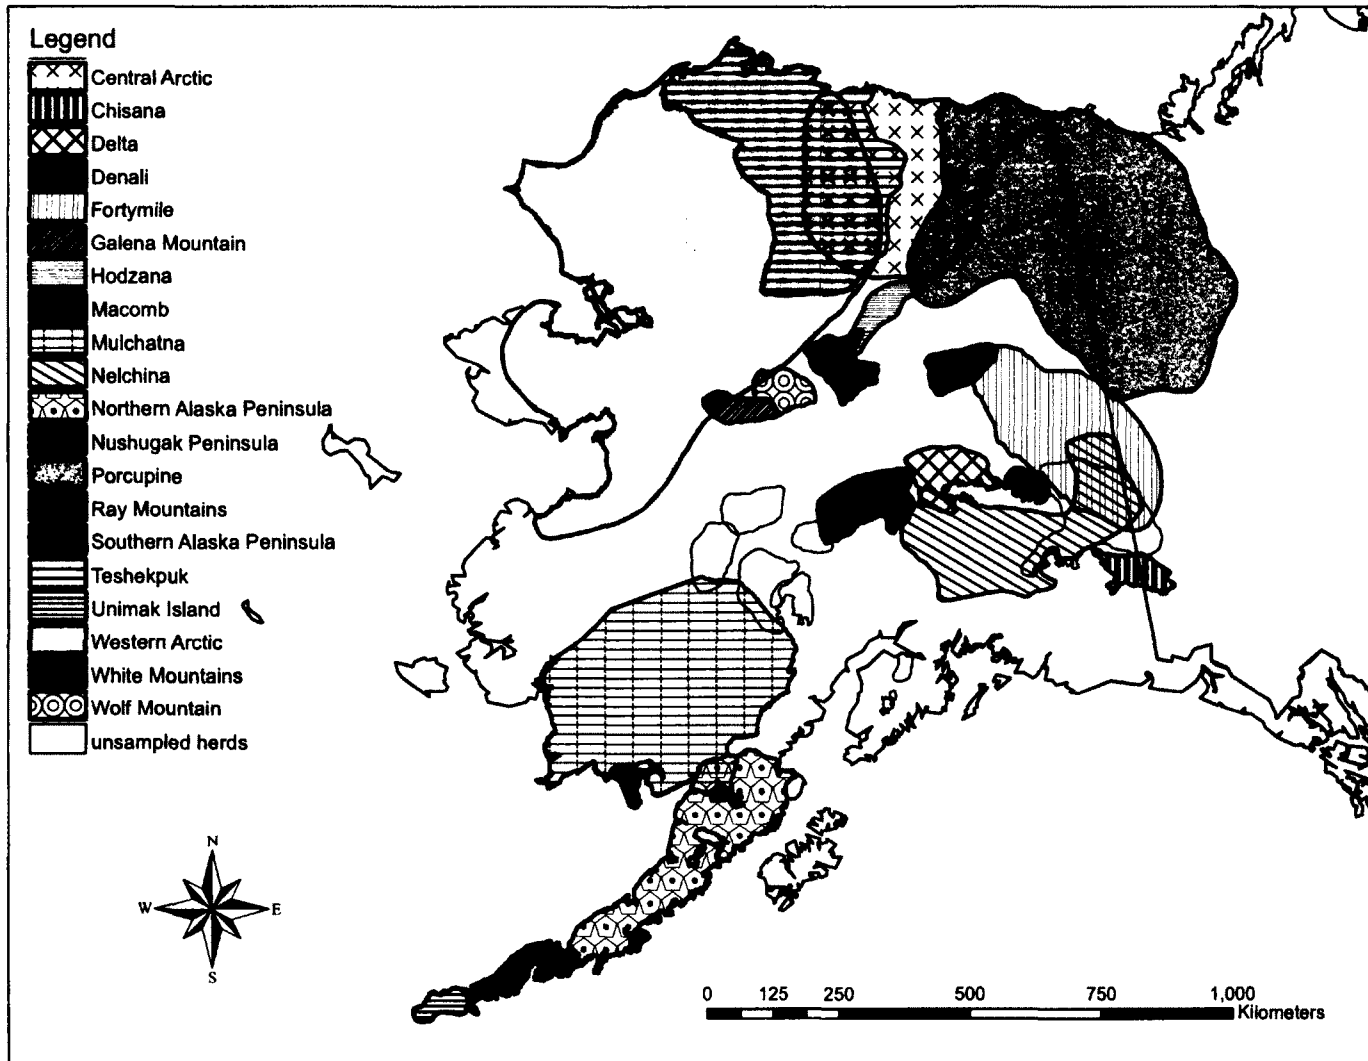 Legend
Central Arctic
Chisana
Delta
Denali
Fortymile
Galena Mountain
Hodzana
Macomb
Mulchatna
Nelchina
Northern Alaska Peninsula
Nushugak Peninsula
Porcupine
Ray Mountains
Southern Alaska Peninsula
Teshekpuk
Unimak Island
Western Arctic
White Mountains
Wolf Mountain
unsampled herds
N
W E
S
0 125 250 500 750 1,000
Kilometers